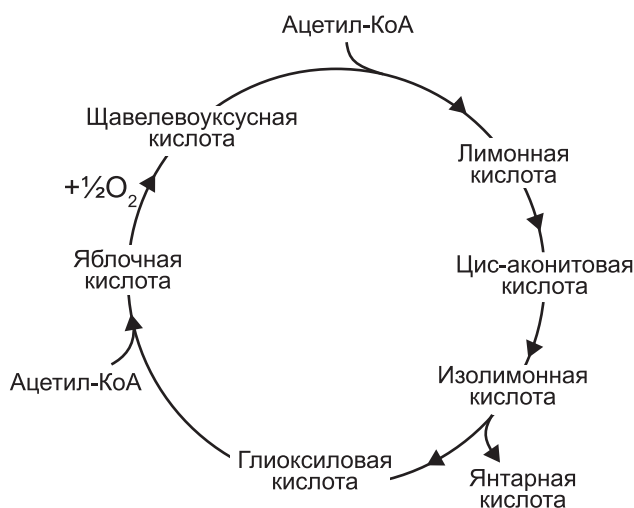 Ацетил-КоА
Щавелевоуксусная
кислота
Лимонная
кислота
+½O₂
Яблочная
кислота
Цис-аконитовая
кислота
Ацетил-КоА
Изолимонная
кислота
Глиоксиловая
кислота
Янтарная
кислота